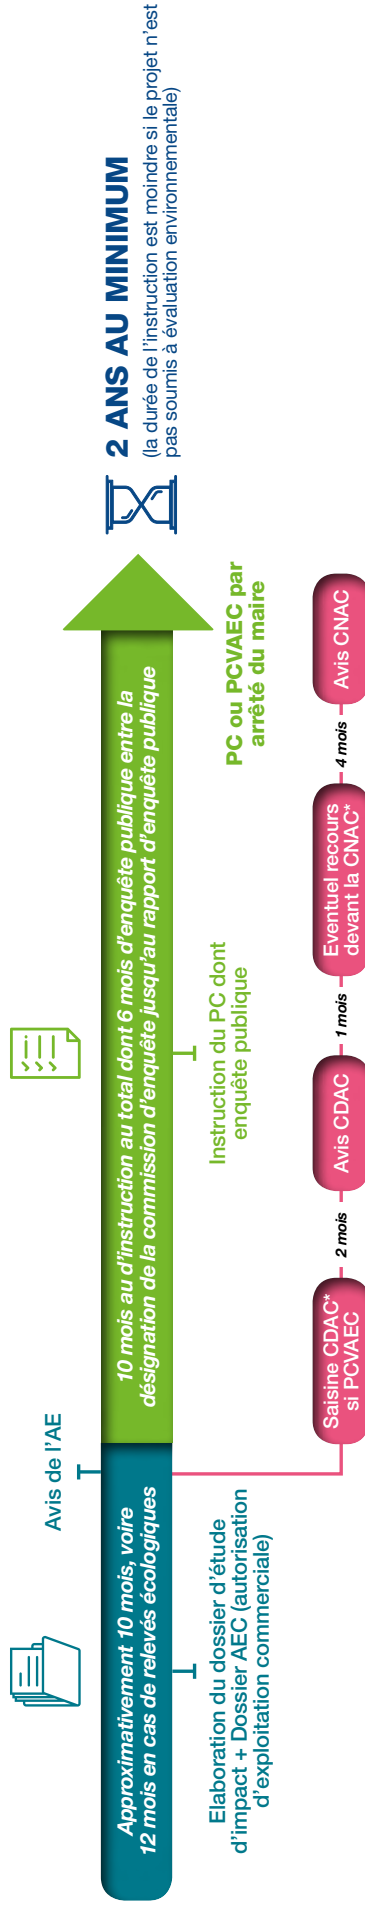 Avis de l'AE
Approximativement 10 mois, voire
12 mois en cas de relevés écologiques
10 mois au d'instruction au total dont 6 mois d'enquête publique entre la
désignation de la commission d'enquête jusqu'au rapport d'enquête publique
2 ANS AU MINIMUM
(la durée de l'instruction est moindre si le projet n'est
pas soumis à évaluation environnementale)
Elaboration du dossier d'étude
d'impact + Dossier AEC (autorisation
d'exploitation commerciale)
Instruction du PC dont
enquête publique
PC ou PCVAEC par
arrêté du maire
Saisine CDAC*
si PCVAEC
2 mois
Avis CDAC
1 mois
Eventuel recours
devant la CNAC*
4 mois
Avis CNAC